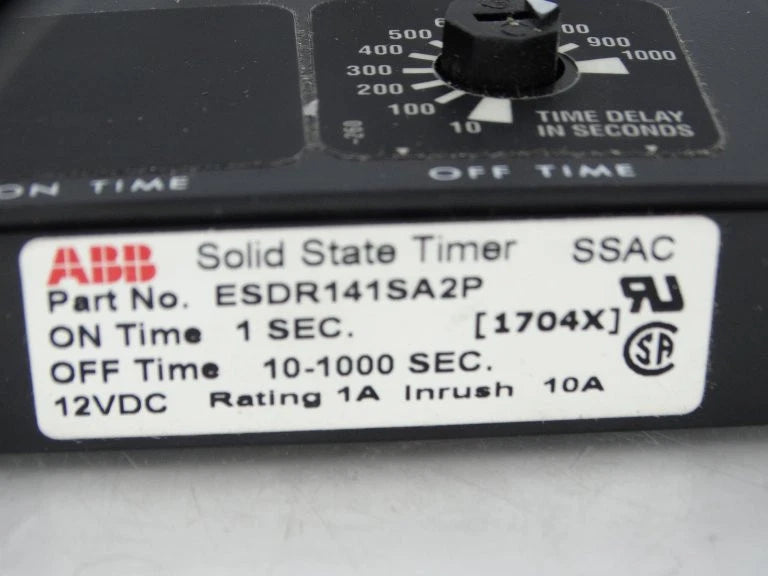 500
400
900
300
1000
200
100
10
TIME DELAY
IN SECONDS
-260
ON TIME
OFF TIME
ABB Solid State Timer SSAC
Part No. ESDR141SA2P
ON Time 1 SEC. [1704X]
OFF Time 10-1000 SEC.
12VDC Rating 1A Inrush 10A